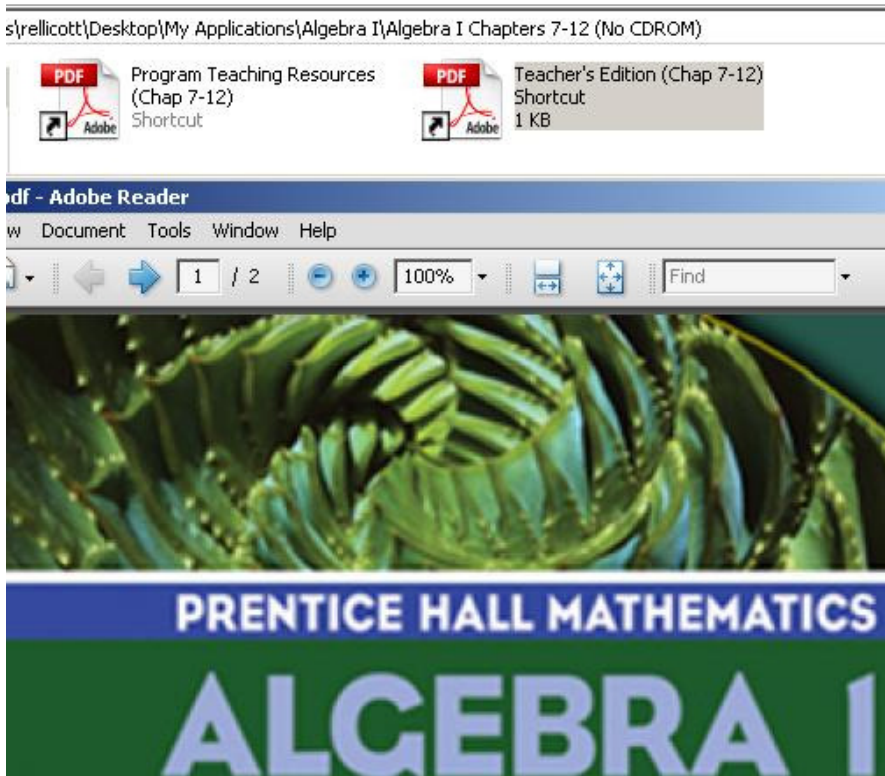 s\rellicott\Desktop\My Applications\Algebra I\Algebra I Chapters 7-12 (No CDROM)
PDF
Adobe
Program Teaching Resources
(Chap 7-12)
Shortcut
PDF
Adobe
Teacher's Edition (Chap 7-12)
Shortcut
1 KB
pdf - Adobe Reader
w Document Tools Window Help
1 / 2 100% Find
PRENTICE HALL MATHEMATICS
ALGEBRA 1